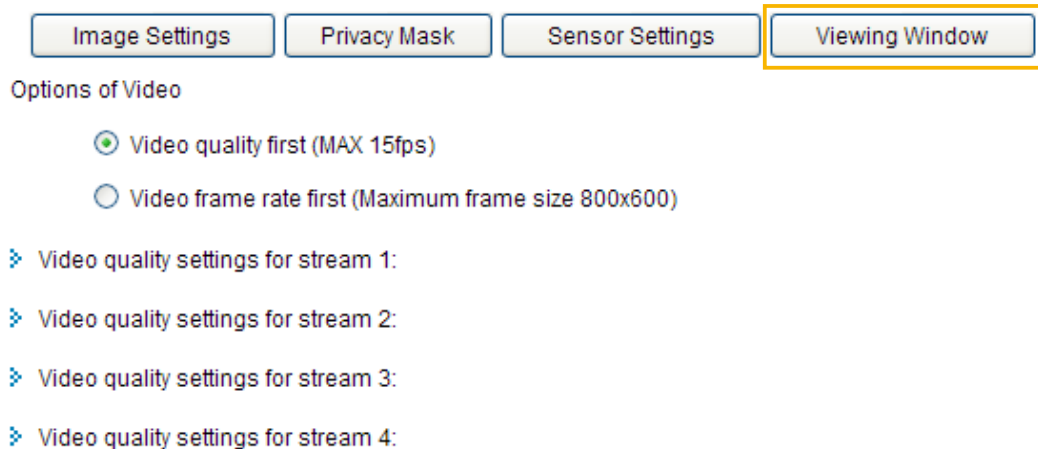 Image Settings Privacy Mask Sensor Settings Viewing Window
Options of Video
Video quality first (MAX 15fps)
Video frame rate first (Maximum frame size 800x600)
Video quality settings for stream 1:
Video quality settings for stream 2:
Video quality settings for stream 3:
Video quality settings for stream 4: